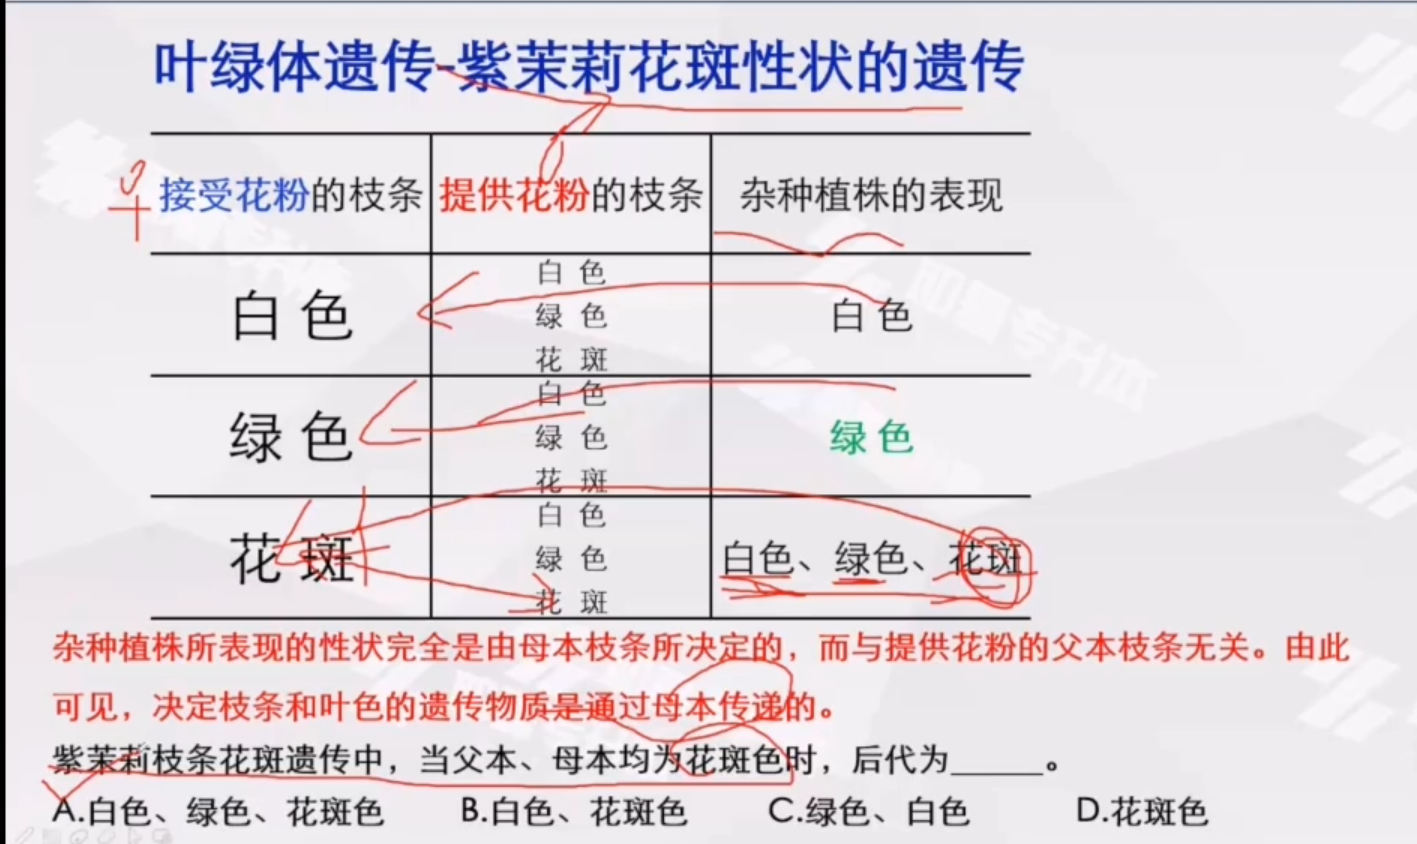 叶绿体遗传-紫茉莉花斑性状的遗传
接受花粉的枝条 提供花粉的枝条 杂种植株的表现
白色
白色
绿色
花斑
白色
绿色
白色
绿色
花斑
绿色
花斑
白色
绿色
花斑
白色、绿色、花斑
杂种植株所表现的性状完全是由母本枝条所决定的，而与提供花粉的父本枝条无关。由此
可见，决定枝条和叶色的遗传物质是通过母本传递的。
紫茉莉枝条花斑遗传中，当父本、母本均为花斑色时，后代为_____。
A.白色、绿色、花斑色 B.白色、花斑色 C.绿色、白色 D.花斑色